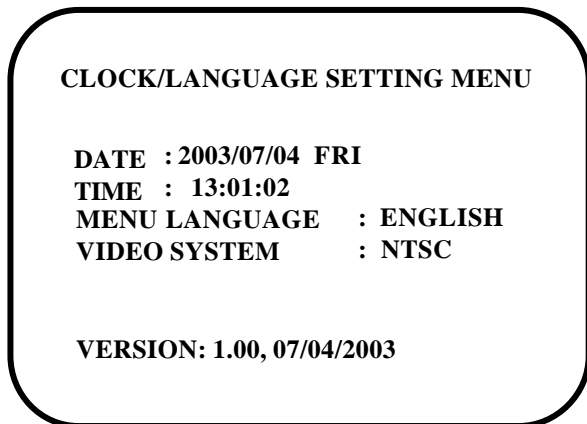 CLOCK/LANGUAGE SETTING MENU
DATE : 2003/07/04 FRI
TIME : 13:01:02
MENU LANGUAGE : ENGLISH
VIDEO SYSTEM : NTSC
VERSION: 1.00, 07/04/2003